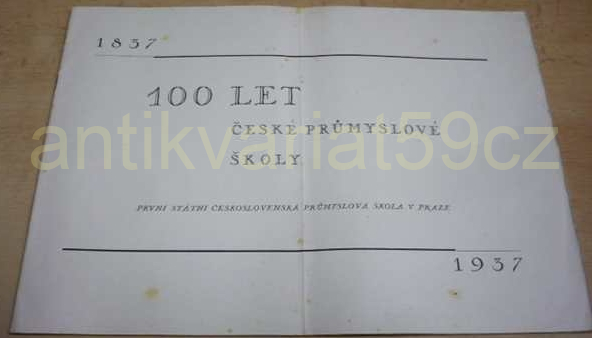 1837
100 LET
ČESKÉ PRŮMYSLOVÉ
ŠKOLY
antikvariat59cz
PRVNÍ STÁTNÍ ČESKOSLOVENSKÁ PRŮMYSLOVÁ ŠKOLA V PRAZE
1937